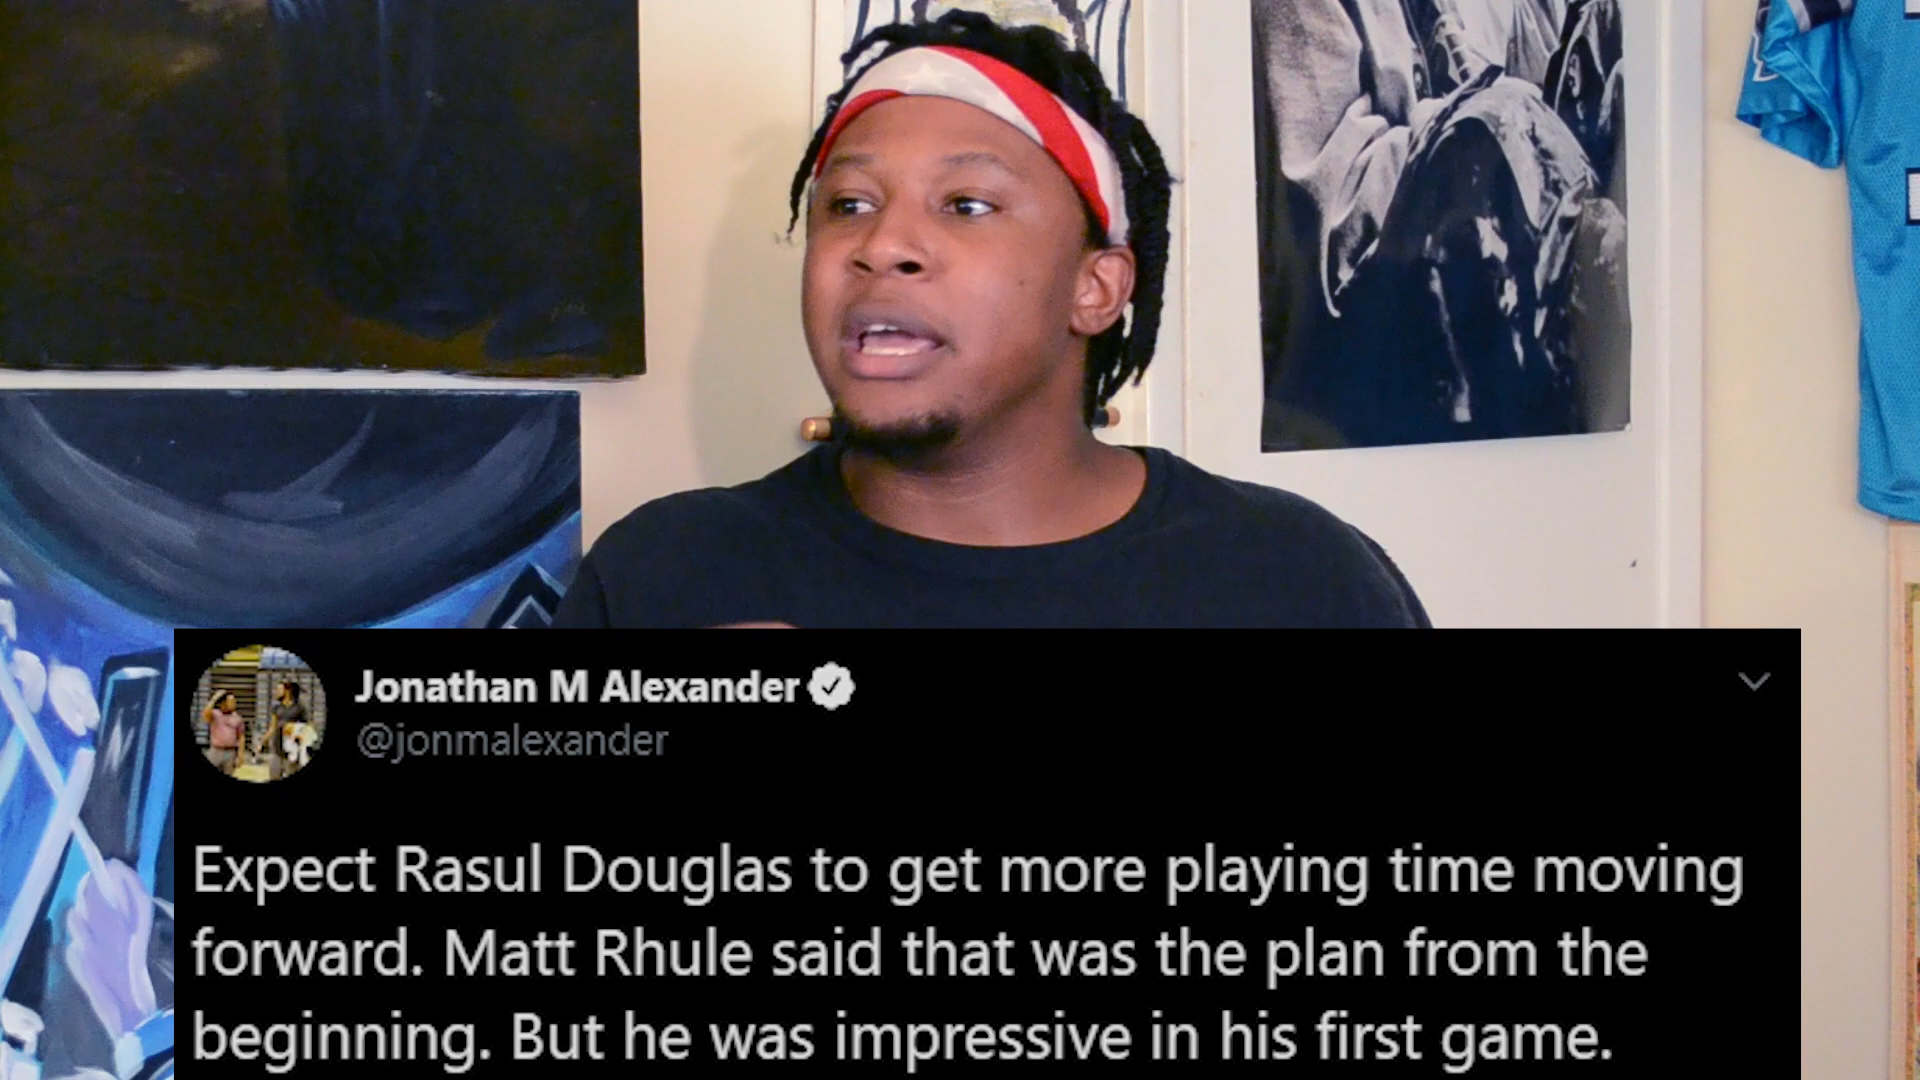 Jonathan M Alexander
@jonmalexander
Expect Rasul Douglas to get more playing time moving
forward. Matt Rhule said that was the plan from the
beginning. But he was impressive in his first game.